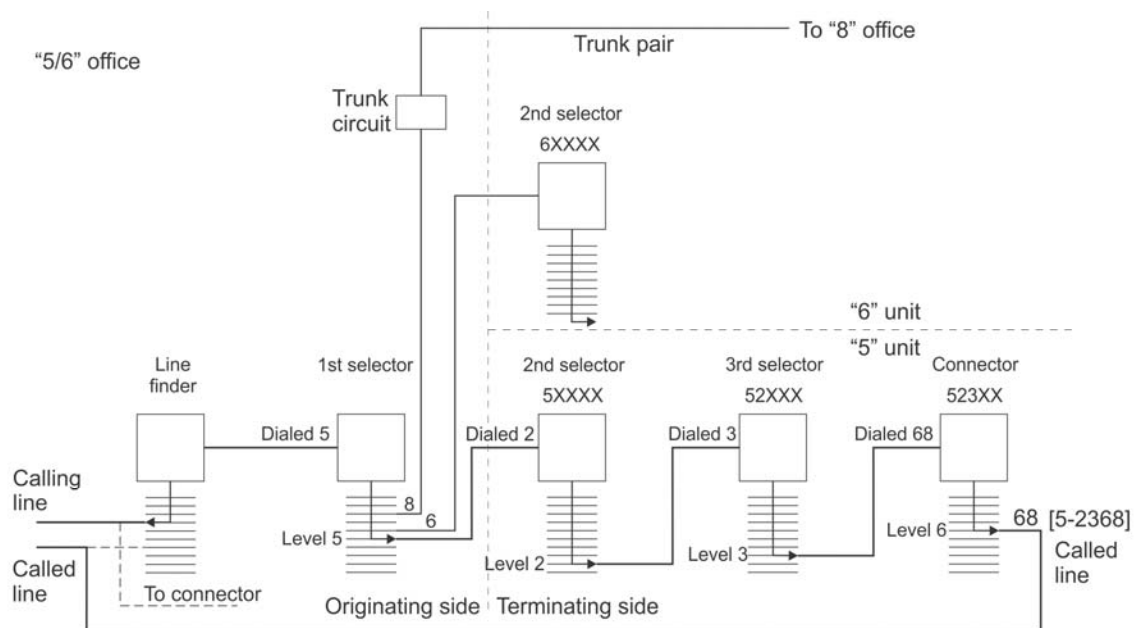 “5/6” office
To “8” office
Trunk pair
Trunk
circuit
2nd selector
6XXXX
“6” unit
“5” unit
Line
finder
1st selector
2nd selector
5XXXX
3rd selector
52XXX
Connector
523XX
Dialed 5
Dialed 2
Dialed 3
Dialed 68
Calling
line
8
6
Level 5
Level 2
Level 3
Level 6
68 [5-2368]
Called
line
Called
line
To connector
Originating side
Terminating side